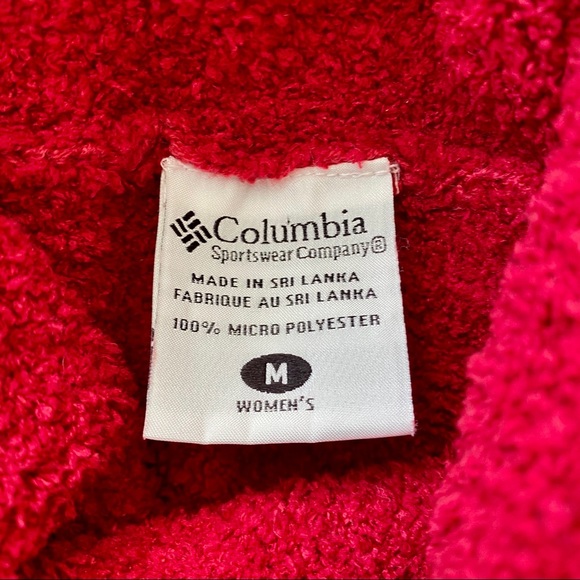 Columbia
Sportswear Company®
MADE IN SRI LANKA
FABRIQUE AU SRI LANKA
100% MICRO POLYESTER
M
WOMEN'S